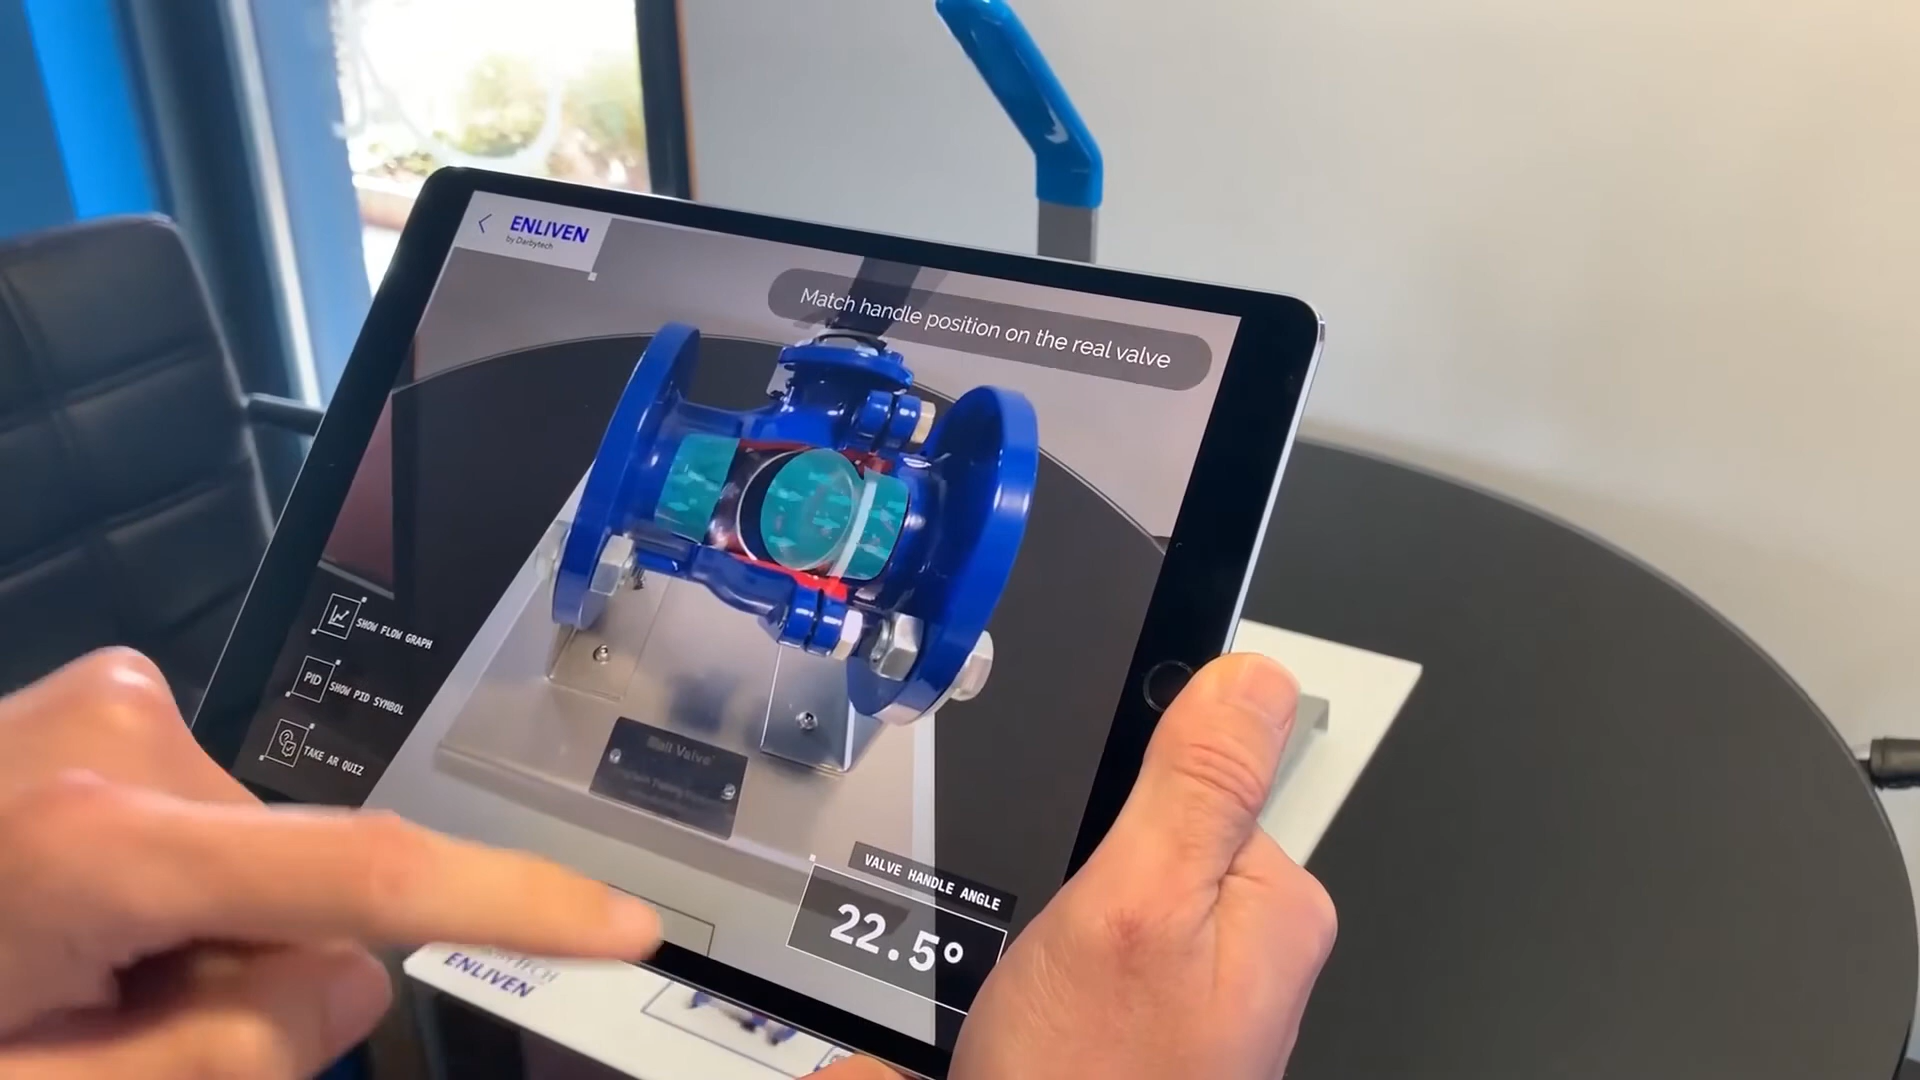 ENLIVEN
by Darbytech
Match handle position on the real valve
SHOW FLOW GRAPH
PID
SHOW PID SYMBOL
TAKE AR QUIZ
Ball Valve
VALVE HANDLE ANGLE
22.5°
ENLIVEN